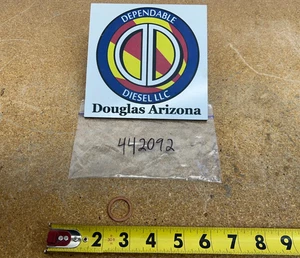 DEPENDABLE
DIESEL LLC
Douglas Arizona
442092
2 3 4 5 6 7 8 9